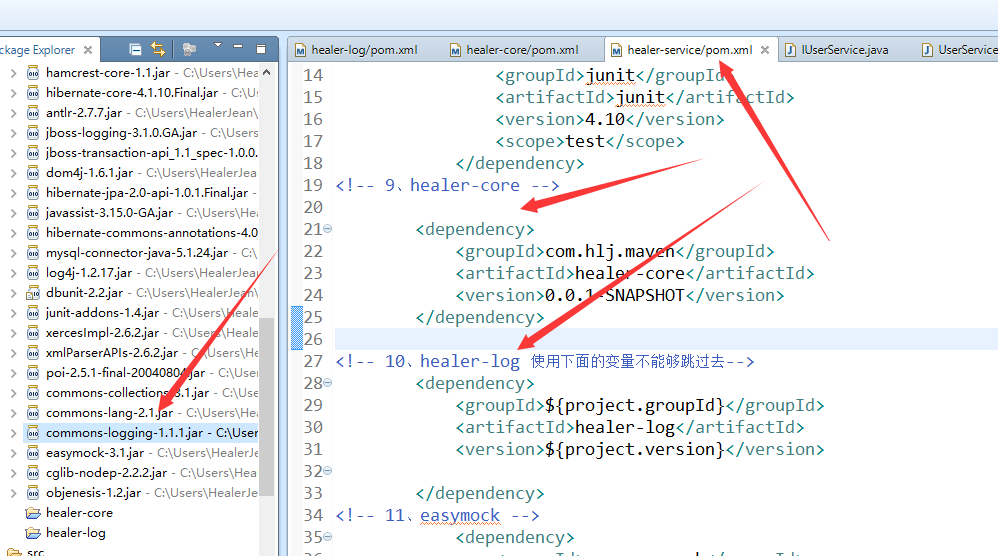 ckage Explorer
hamcrest-core-1.1.jar - C:\Users\Hea
hibernate-core-4.1.10.Final.jar - C:\U
antlr-2.7.7.jar - C:\Users\HealerJean\
jboss-logging-3.1.0.GA.jar - C:\Users
jboss-transaction-api_1.1_spec-1.0.0.
dom4j-1.6.1.jar - C:\Users\HealerJea
hibernate-jpa-2.0-api-1.0.1.Final.jar -
javassist-3.15.0-GA.jar - C:\Users\He
hibernate-commons-annotations-4.0
mysql-connector-java-5.1.24.jar - C:\
log4j-1.2.17.jar - C:\Users\HealerJean
dbunit-2.2.jar - C:\Users\HealerJean\
junit-addons-1.4.jar - C:\Users\Heale
xercesImpl-2.6.2.jar - C:\Users\Heale
xmlParserAPIs-2.6.2.jar - C:\Users\H
poi-2.5.1-final-20040804.jar - C:\User
commons-collections-3.1.jar - C:\Use
commons-lang-2.1.jar - C:\Users\Hea
commons-logging-1.1.1.jar - C:\User
easymock-3.1.jar - C:\Users\HealerJe
cglib-nodep-2.2.2.jar - C:\Users\Hea
objenesis-1.2.jar - C:\Users\HealerJe
healer-core
healer-log
src
healer-log/pom.xml
healer-core/pom.xml
healer-service/pom.xml
IUserService.java
UserService
14 <groupId>junit</groupId
15 <artifactId>junit</artifactId>
16 <version>4.10</version>
17 <scope>test</scope>
18 </dependency>
19 <!-- 9、healer-core -->
20
21 <dependency>
22 <groupId>com.hlj.maven</groupId>
23 <artifactId>healer-core</artifactId>
24 <version>0.0.1-SNAPSHOT</version>
25 </dependency>
26
27 <!-- 10、healer-log 使用下面的变量不能够跳过去-->
28 <dependency>
29 <groupId>${project.groupId}</groupId>
30 <artifactId>healer-log</artifactId>
31 <version>${project.version}</version>
32
33 </dependency>
34 <!-- 11、easymock -->
35 <dependency>